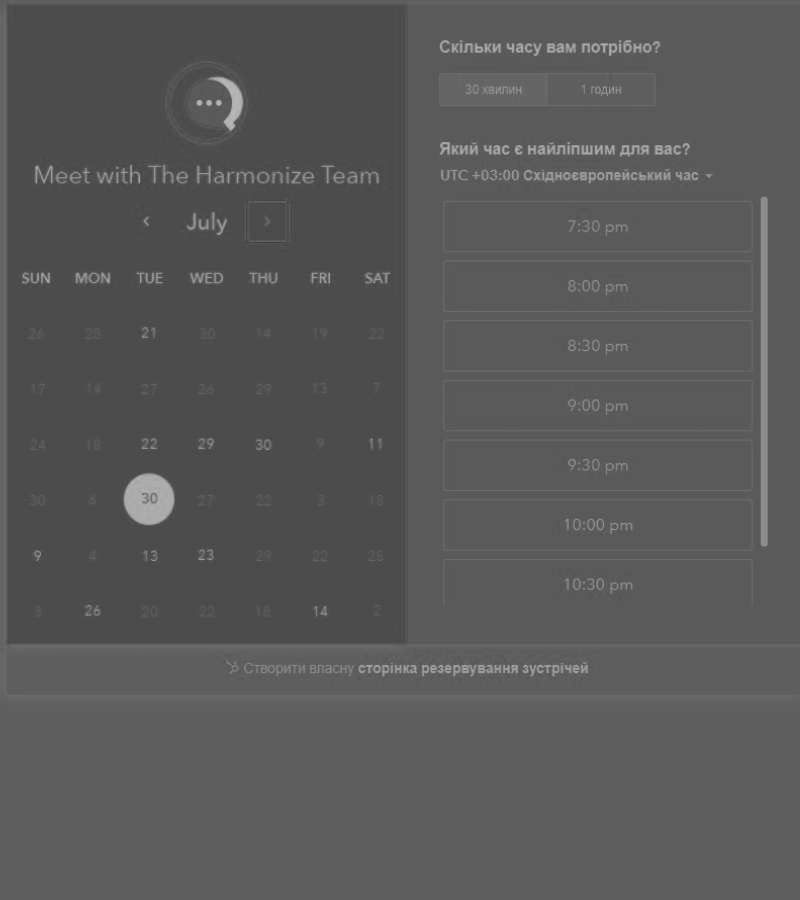 Meet with The Harmonize Team
July
SUN MON TUE WED THU FRI SAT
26 28 21 30 14 19 22
17 14 27 26 29 13 7
24 18 22 29 30 9 11
30 6 30 27 22 3 18
9 4 13 23 29 22 25
3 26 20 22 18 14 2
Скільки часу вам потрібно?
30 хвилин 1 годин
Який час є найліпшим для вас?
UTC +03:00 Східноєвропейський час
7:30 pm
8:00 pm
8:30 pm
9:00 pm
9:30 pm
10:00 pm
10:30 pm
Створити власну сторінка резервування зустрічей